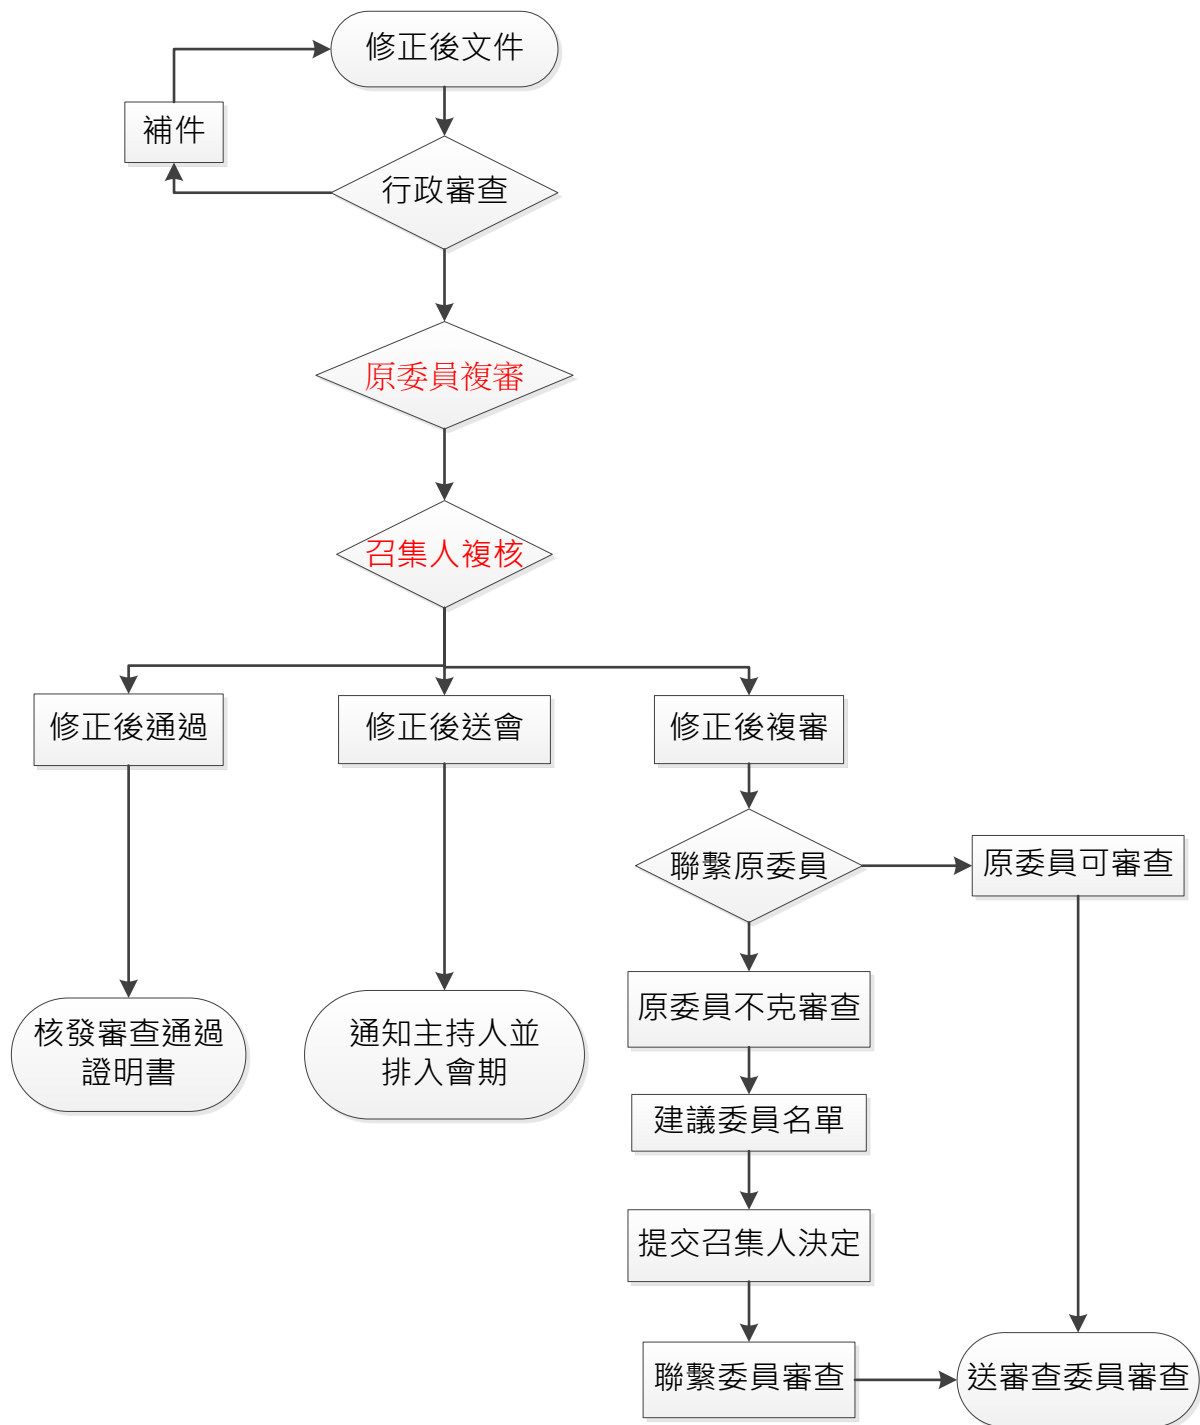 修正後文件
補件
行政審查
原委員複審
召集人複核
修正後通過
修正後送會
修正後複審
聯繫原委員
原委員可審查
原委員不克審查
核發審查通過
證明書
通知主持人並
排入會期
建議委員名單
提交召集人決定
聯繫委員審查
送審查委員審查